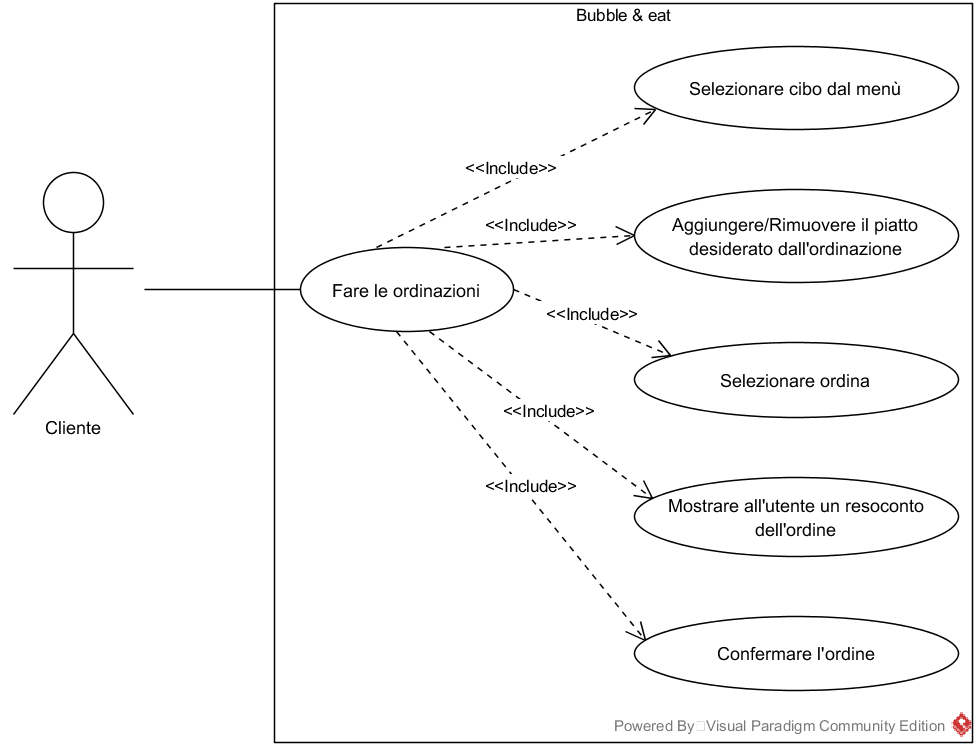 Bubble & eat
Selezionare cibo dal menù
<<Include>>
Aggiungere/Rimuovere il piatto
desiderato dall'ordinazione
<<Include>>
Fare le ordinazioni
<<Include>>
Selezionare ordina
<<Include>>
Cliente
<<Include>>
Mostrare all'utente un resoconto
dell'ordine
Confermare l'ordine
Powered By Visual Paradigm Community Edition